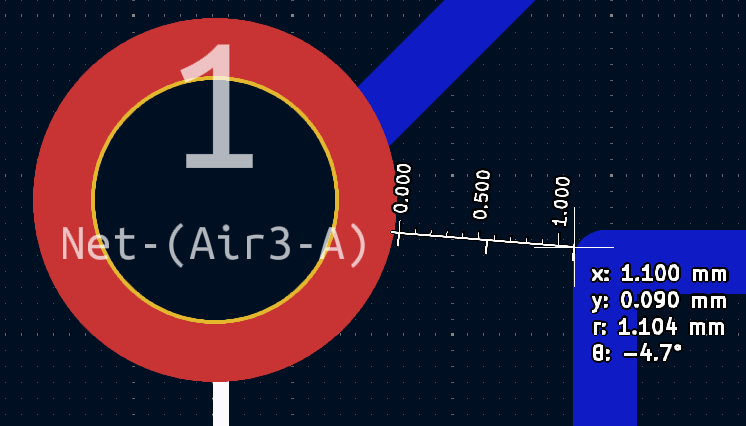 1
Net-(Air3-A)
0.000
0.500
1.000
x: 1.100 mm
y: 0.090 mm
r: 1.104 mm
θ: −4.7°